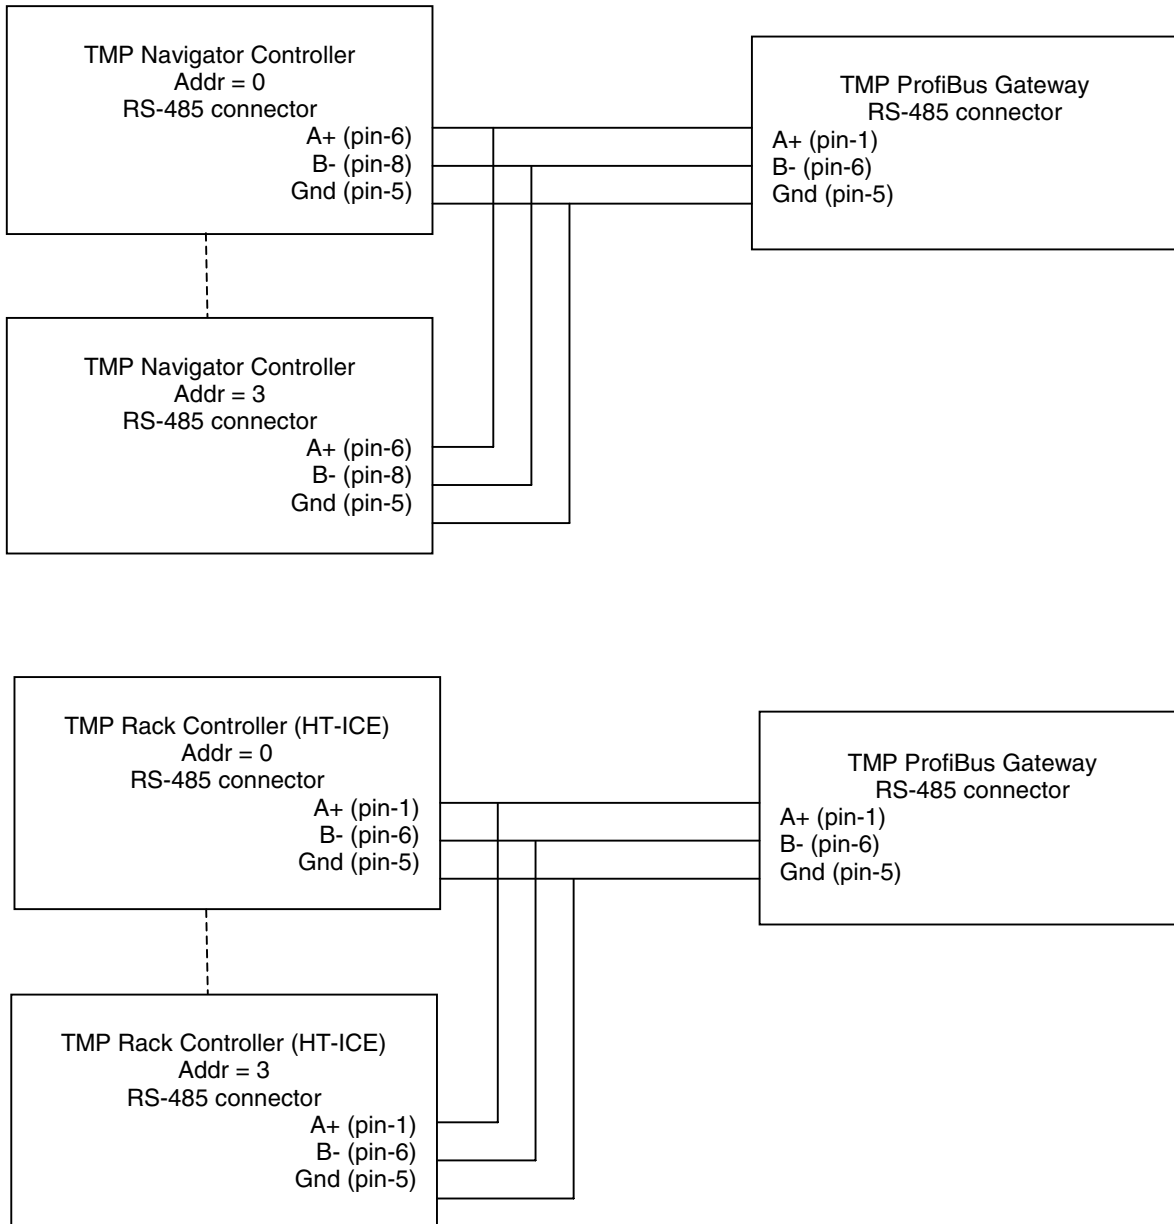 TMP Navigator Controller
Addr = 0
RS-485 connector
A+ (pin-6)
B- (pin-8)
Gnd (pin-5)
TMP ProfiBus Gateway
RS-485 connector
A+ (pin-1)
B- (pin-6)
Gnd (pin-5)
TMP Navigator Controller
Addr = 3
RS-485 connector
A+ (pin-6)
B- (pin-8)
Gnd (pin-5)
TMP Rack Controller (HT-ICE)
Addr = 0
RS-485 connector
A+ (pin-1)
B- (pin-6)
Gnd (pin-5)
TMP ProfiBus Gateway
RS-485 connector
A+ (pin-1)
B- (pin-6)
Gnd (pin-5)
TMP Rack Controller (HT-ICE)
Addr = 3
RS-485 connector
A+ (pin-1)
B- (pin-6)
Gnd (pin-5)